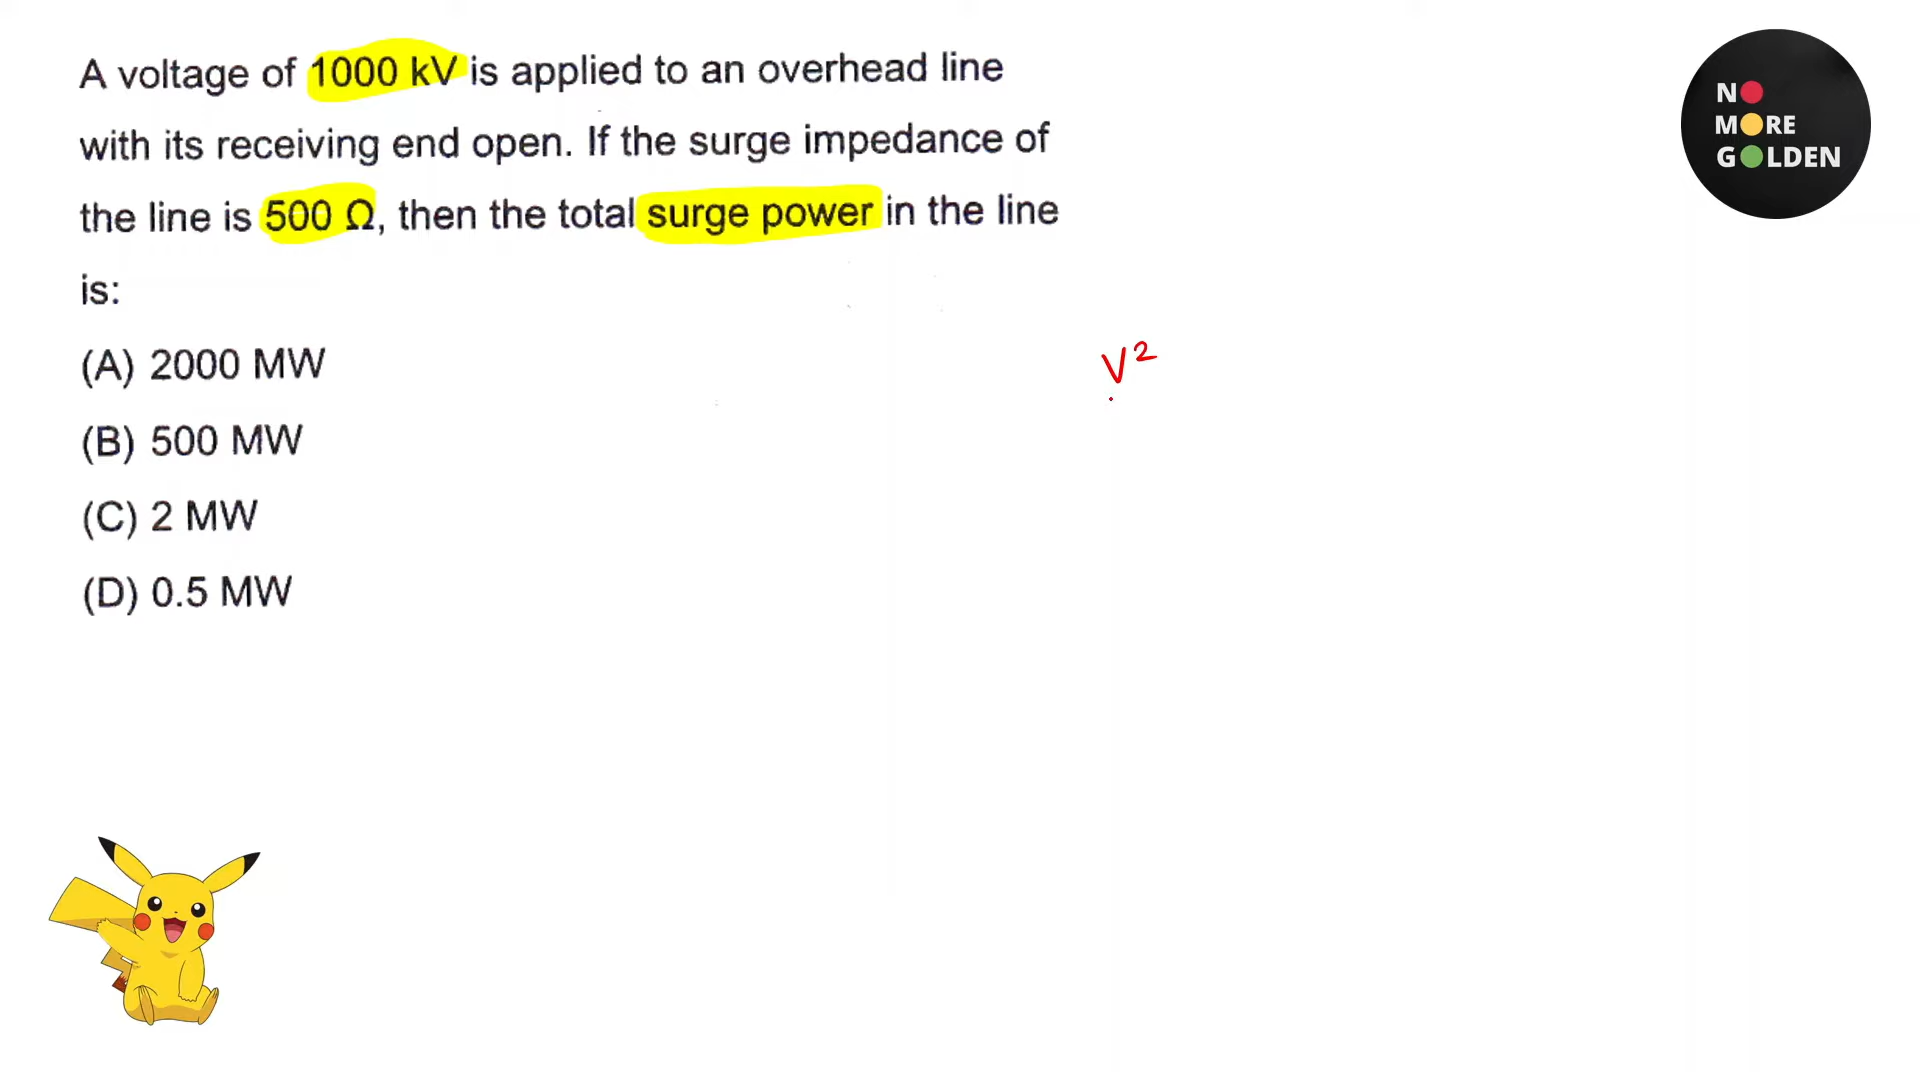 A voltage of 1000 kV is applied to an overhead line
with its receiving end open. If the surge impedance of
the line is 500 Ω, then the total surge power in the line
is:
(A) 2000 MW
(B) 500 MW
(C) 2 MW
(D) 0.5 MW
V²
NO
MORE
GOLDEN